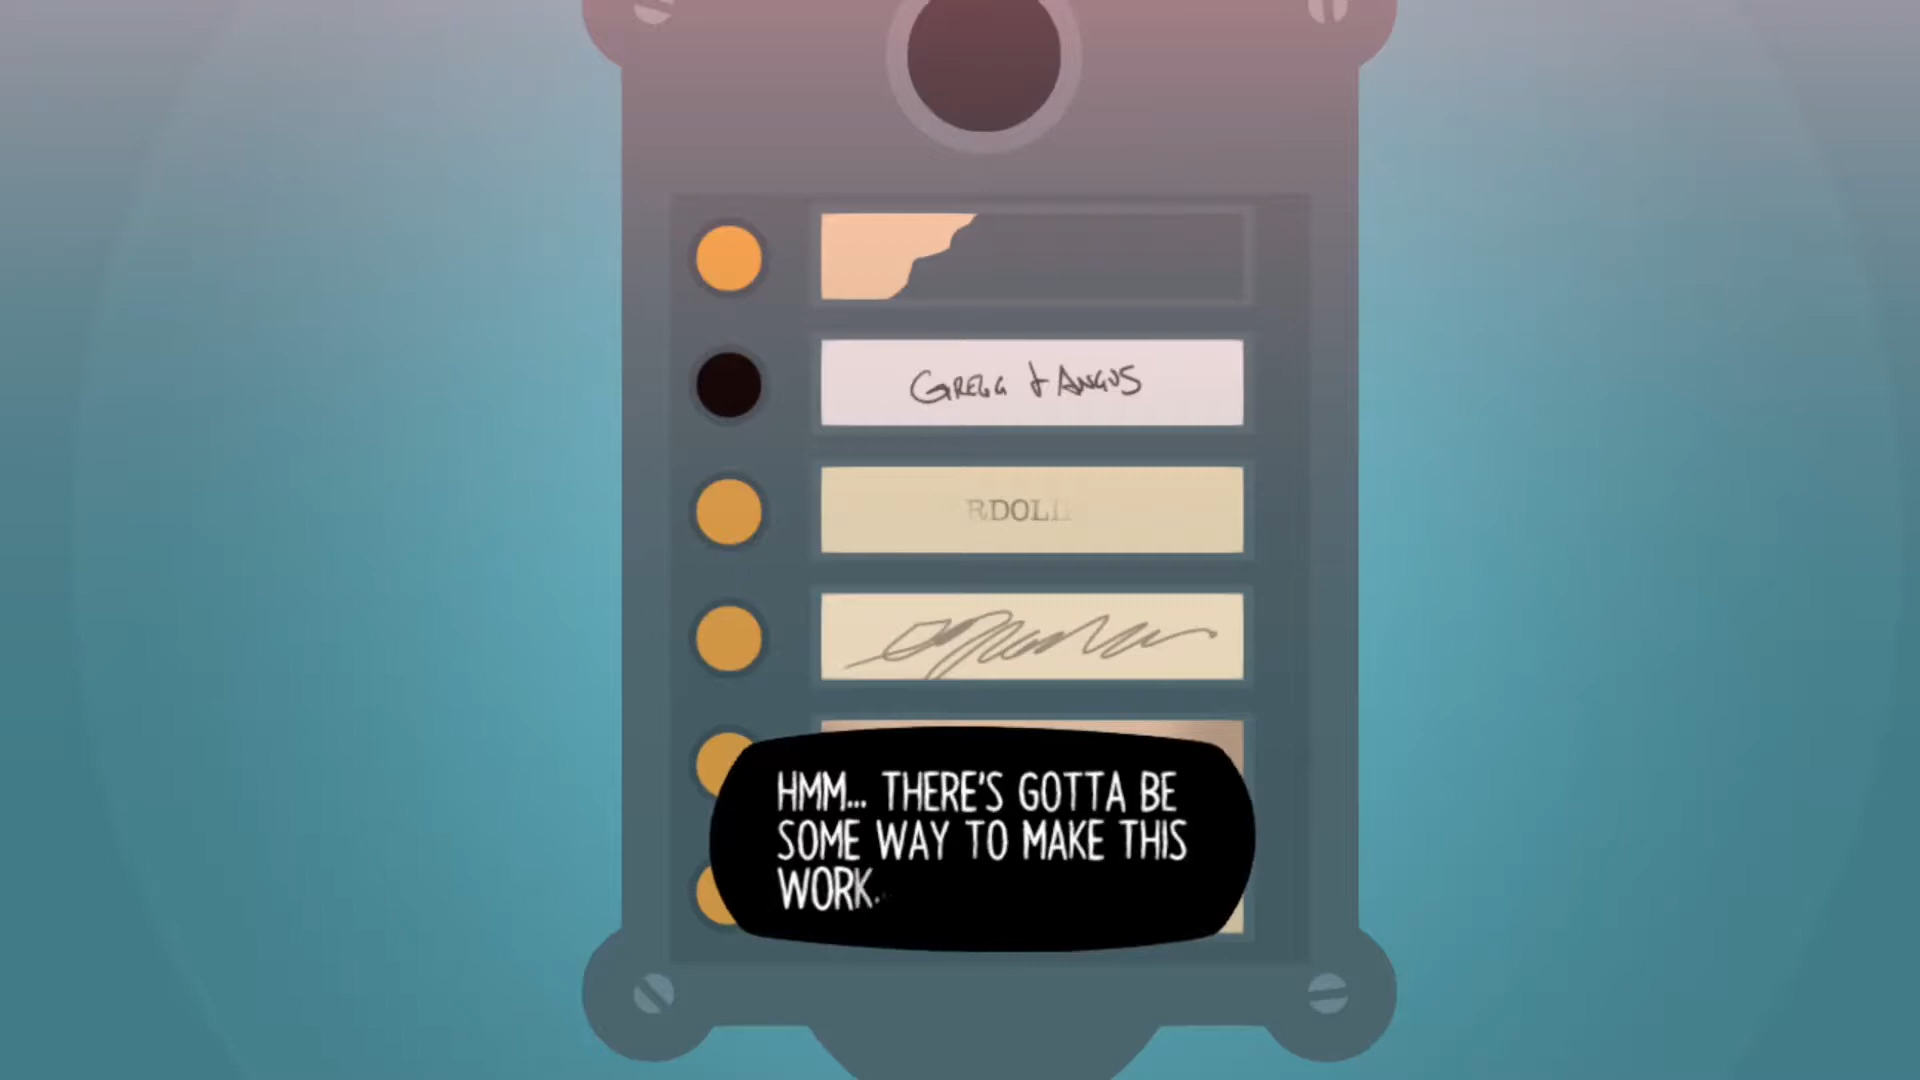 GREGG & ANGUS
RDOLI
HMM... THERE'S GOTTA BE
SOME WAY TO MAKE THIS
WORK.